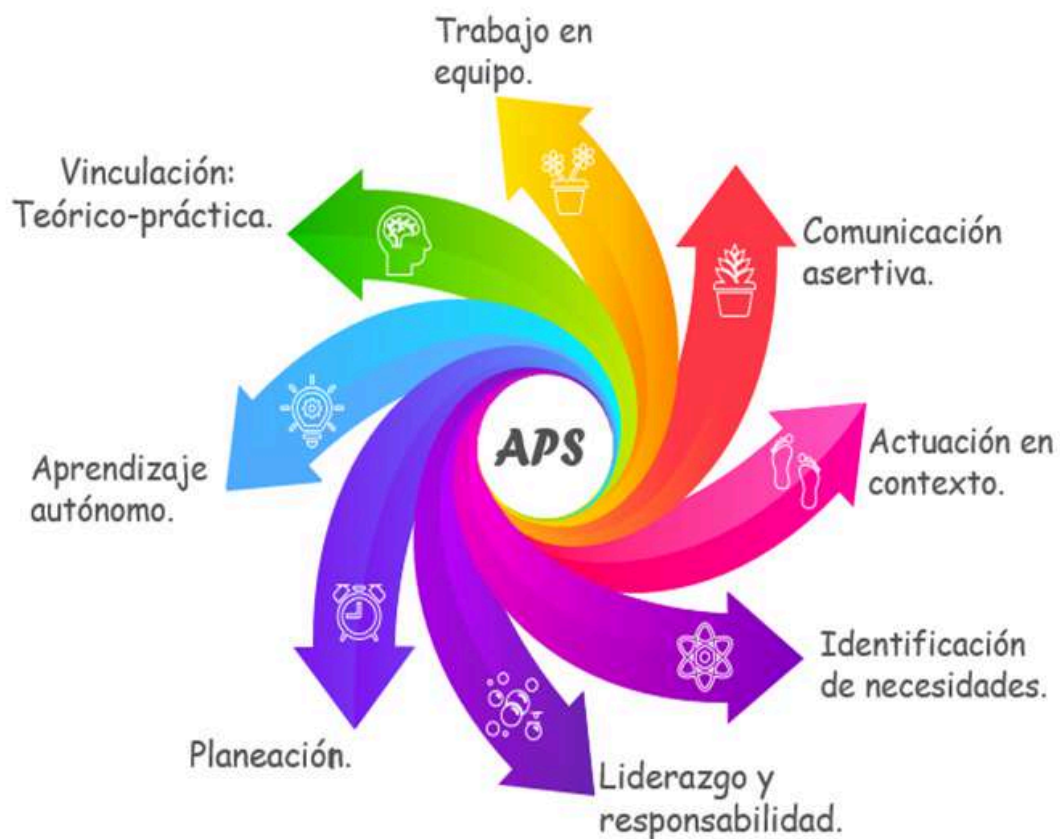 Trabajo en
equipo.
Vinculación:
Teórico-práctica.
Comunicación
asertiva.
APS
Actuación en
contexto.
Aprendizaje
autónomo.
Identificación
de necesidades.
Planeación.
Liderazgo y
responsabilidad.